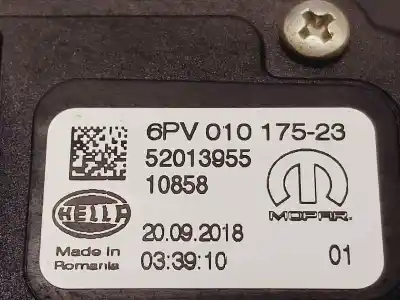 6PV 010 175-23
52013955
10858
HELLA
MOPAR.
20.09.2018
Made In
Romania
03:39:10
01